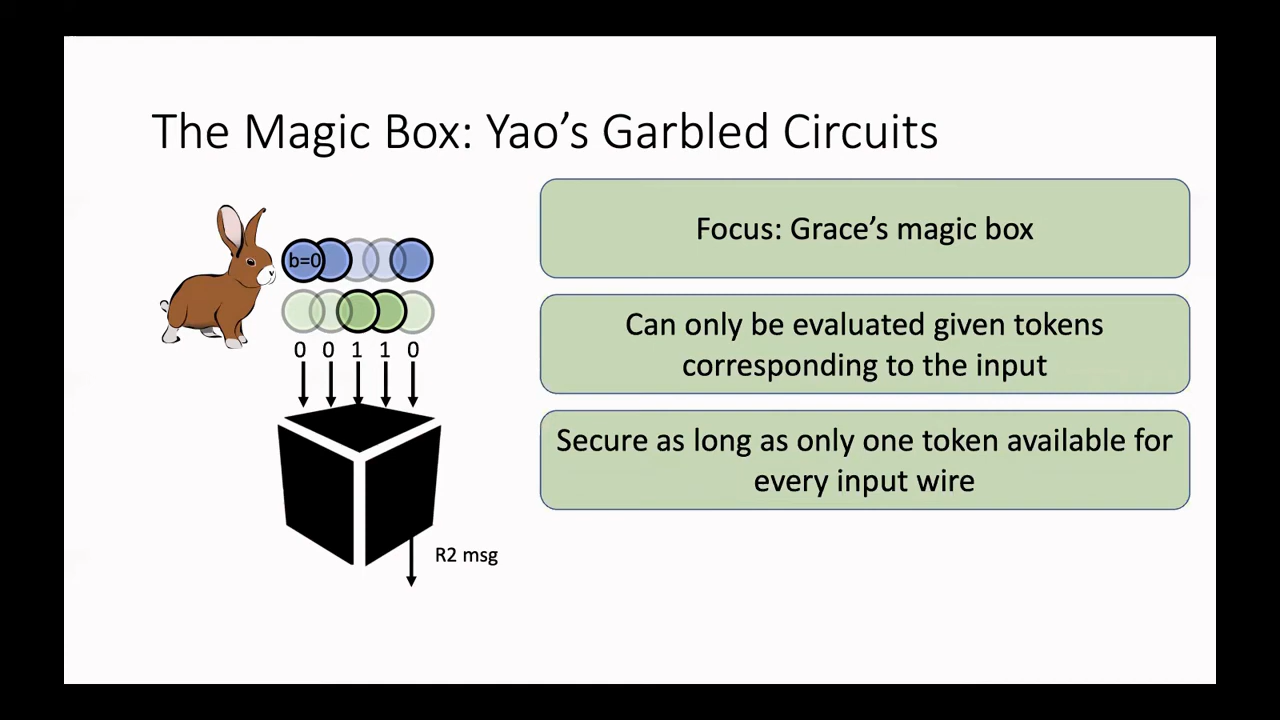 The Magic Box: Yao's Garbled Circuits
b=0
0 0 1 1 0
R2 msg
Focus: Grace's magic box
Can only be evaluated given tokens
corresponding to the input
Secure as long as only one token available for
every input wire